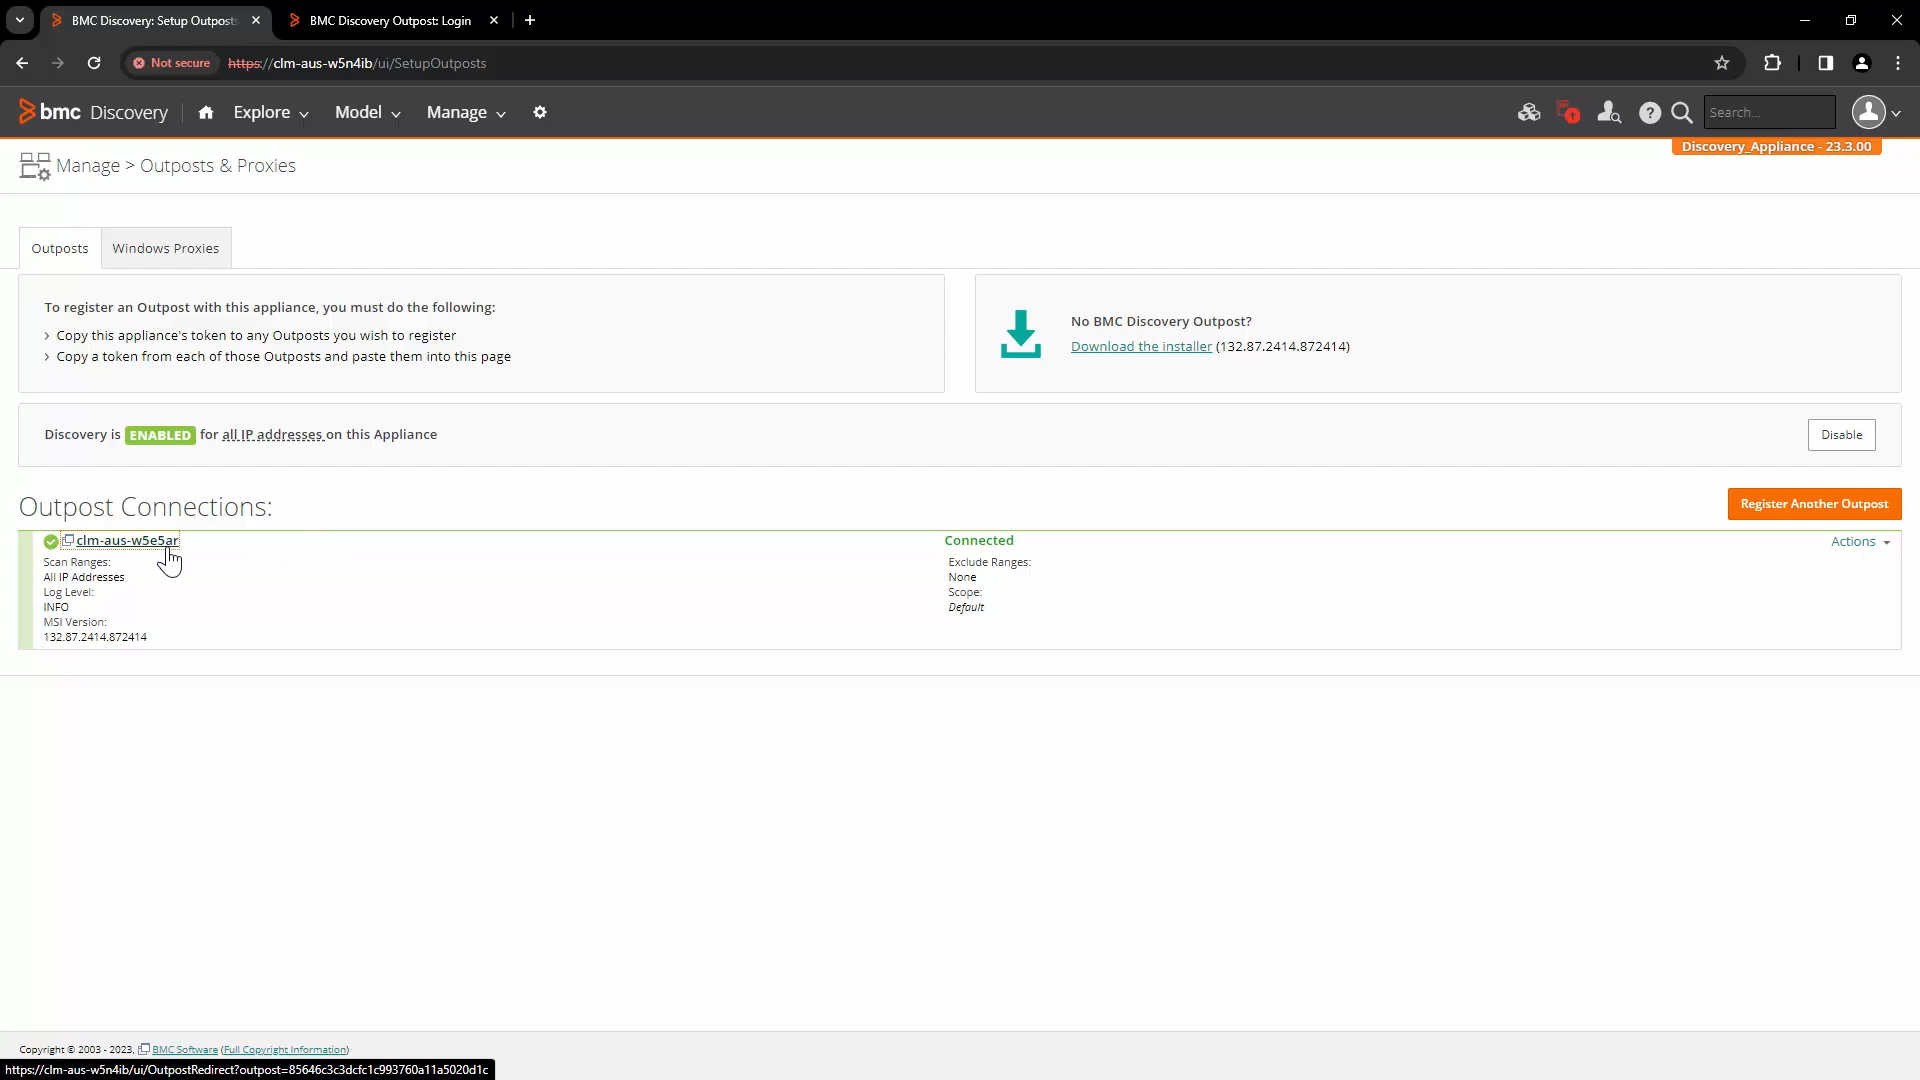 BMC Discovery: Setup Outposts
BMC Discovery Outpost: Login
Not secure
https://clm-aus-w5n4ib/ui/SetupOutposts
bmc Discovery
Explore
Model
Manage
Search...
Discovery_Appliance - 23.3.00
Manage > Outposts & Proxies
Outposts
Windows Proxies
To register an Outpost with this appliance, you must do the following:
Copy this appliance's token to any Outposts you wish to register
Copy a token from each of those Outposts and paste them into this page
No BMC Discovery Outpost?
Download the installer (132.87.2414.872414)
Discovery is ENABLED for all IP addresses on this Appliance
Disable
Outpost Connections:
Register Another Outpost
clm-aus-w5e5ar
Connected
Actions
Scan Ranges:
All IP Addresses
Log Level:
INFO
MSI Version:
132.87.2414.872414
Exclude Ranges:
None
Scope:
Default
Copyright © 2003 - 2023, BMC Software (Full Copyright Information)
https://clm-aus-w5n4ib/ui/OutpostRedirect?outpost=85646c3c3dcfc1c993760a11a5020d1c